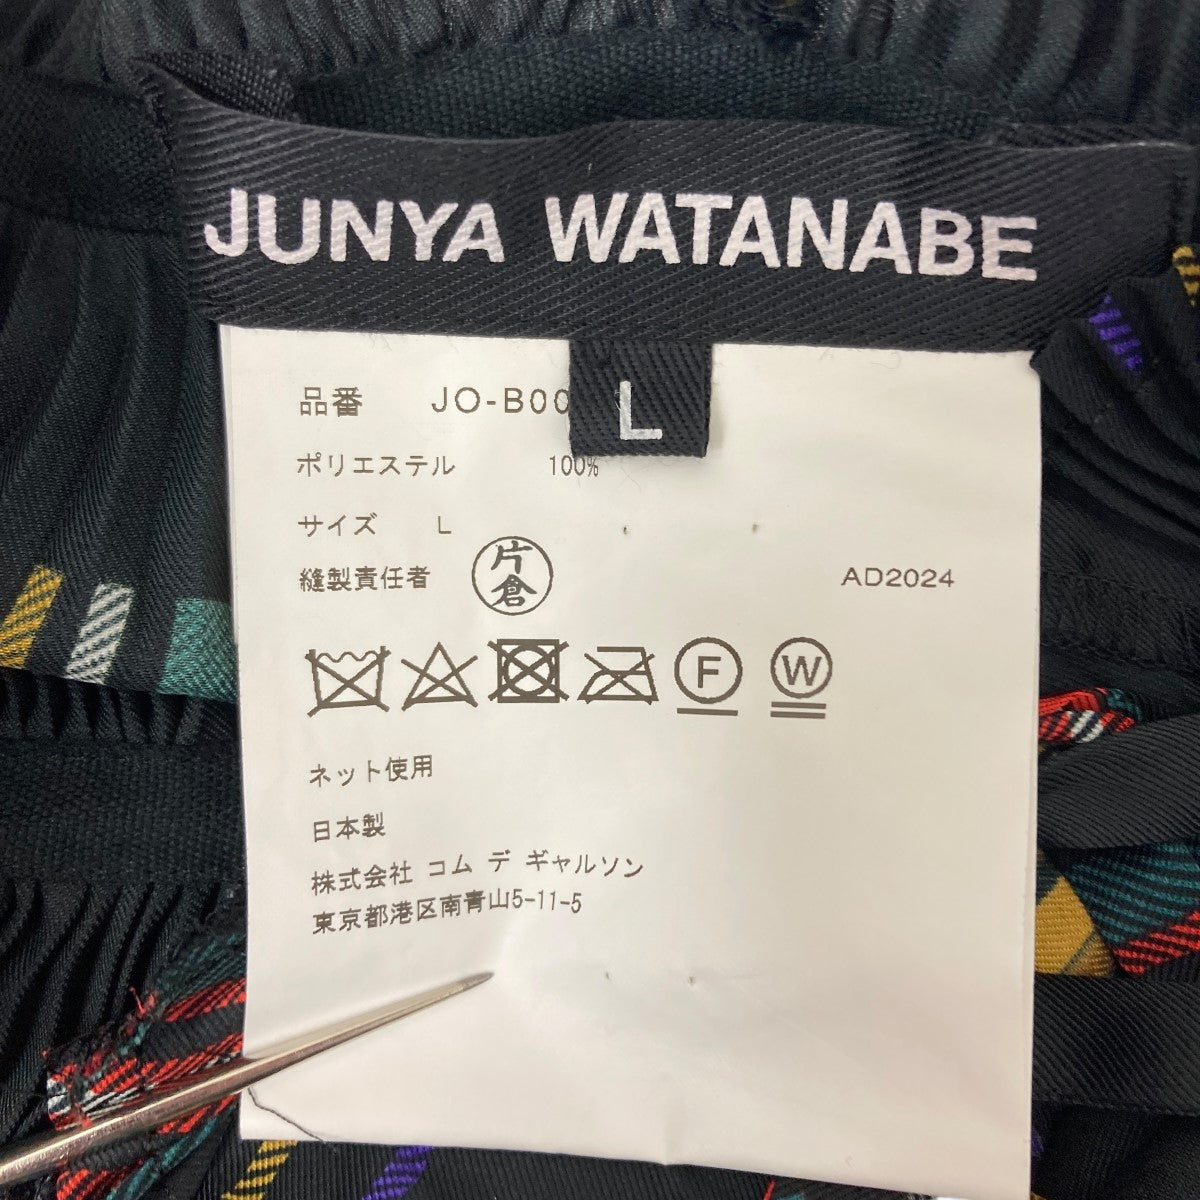 JUNYA WATANABE
L
品番 JO-B00
ポリエステル 100%
サイズ L
縫製責任者 片倉 AD2024
F W
ネット使用
日本製
株式会社 コム デ ギャルソン
東京都港区南青山5-11-5